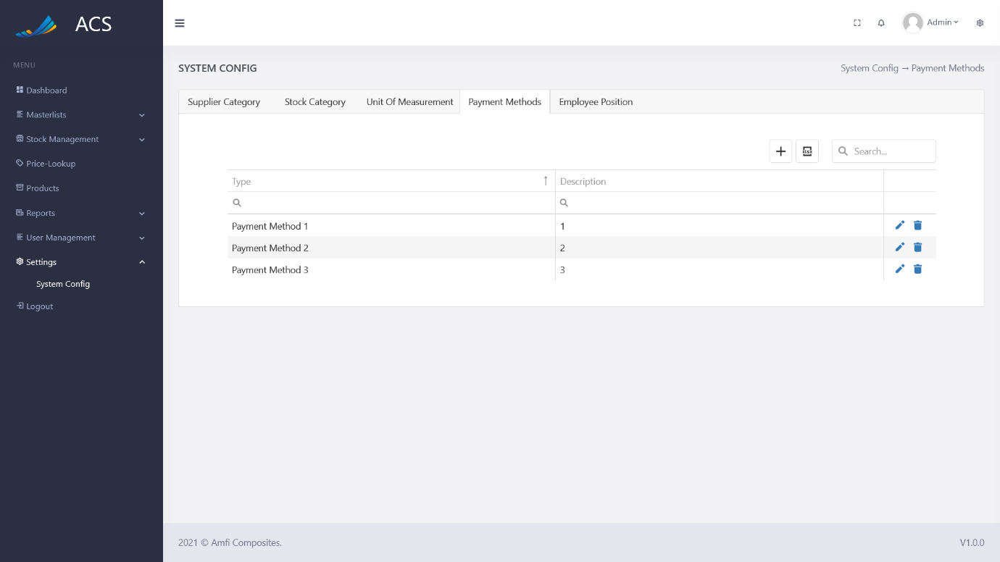 ACS
Admin
MENU
Dashboard
Masterlists
Stock Management
Price-Lookup
Products
Reports
User Management
Settings
System Config
Logout
SYSTEM CONFIG
System Config → Payment Methods
Supplier Category Stock Category Unit Of Measurement Payment Methods Employee Position
XLSX
Search...
Type ↑ Description
Payment Method 1 1
Payment Method 2 2
Payment Method 3 3
2021 © Amfi Composites.
V1.0.0